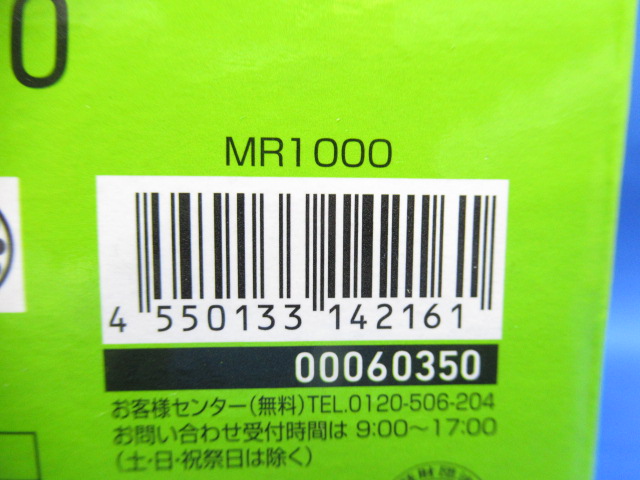 0
MR1000
4 550133 142161
00060350
お客様センター(無料)TEL.0120-506-204
お問い合わせ受付時間は 9:00〜17:00
(土・日・祝祭日は除く)